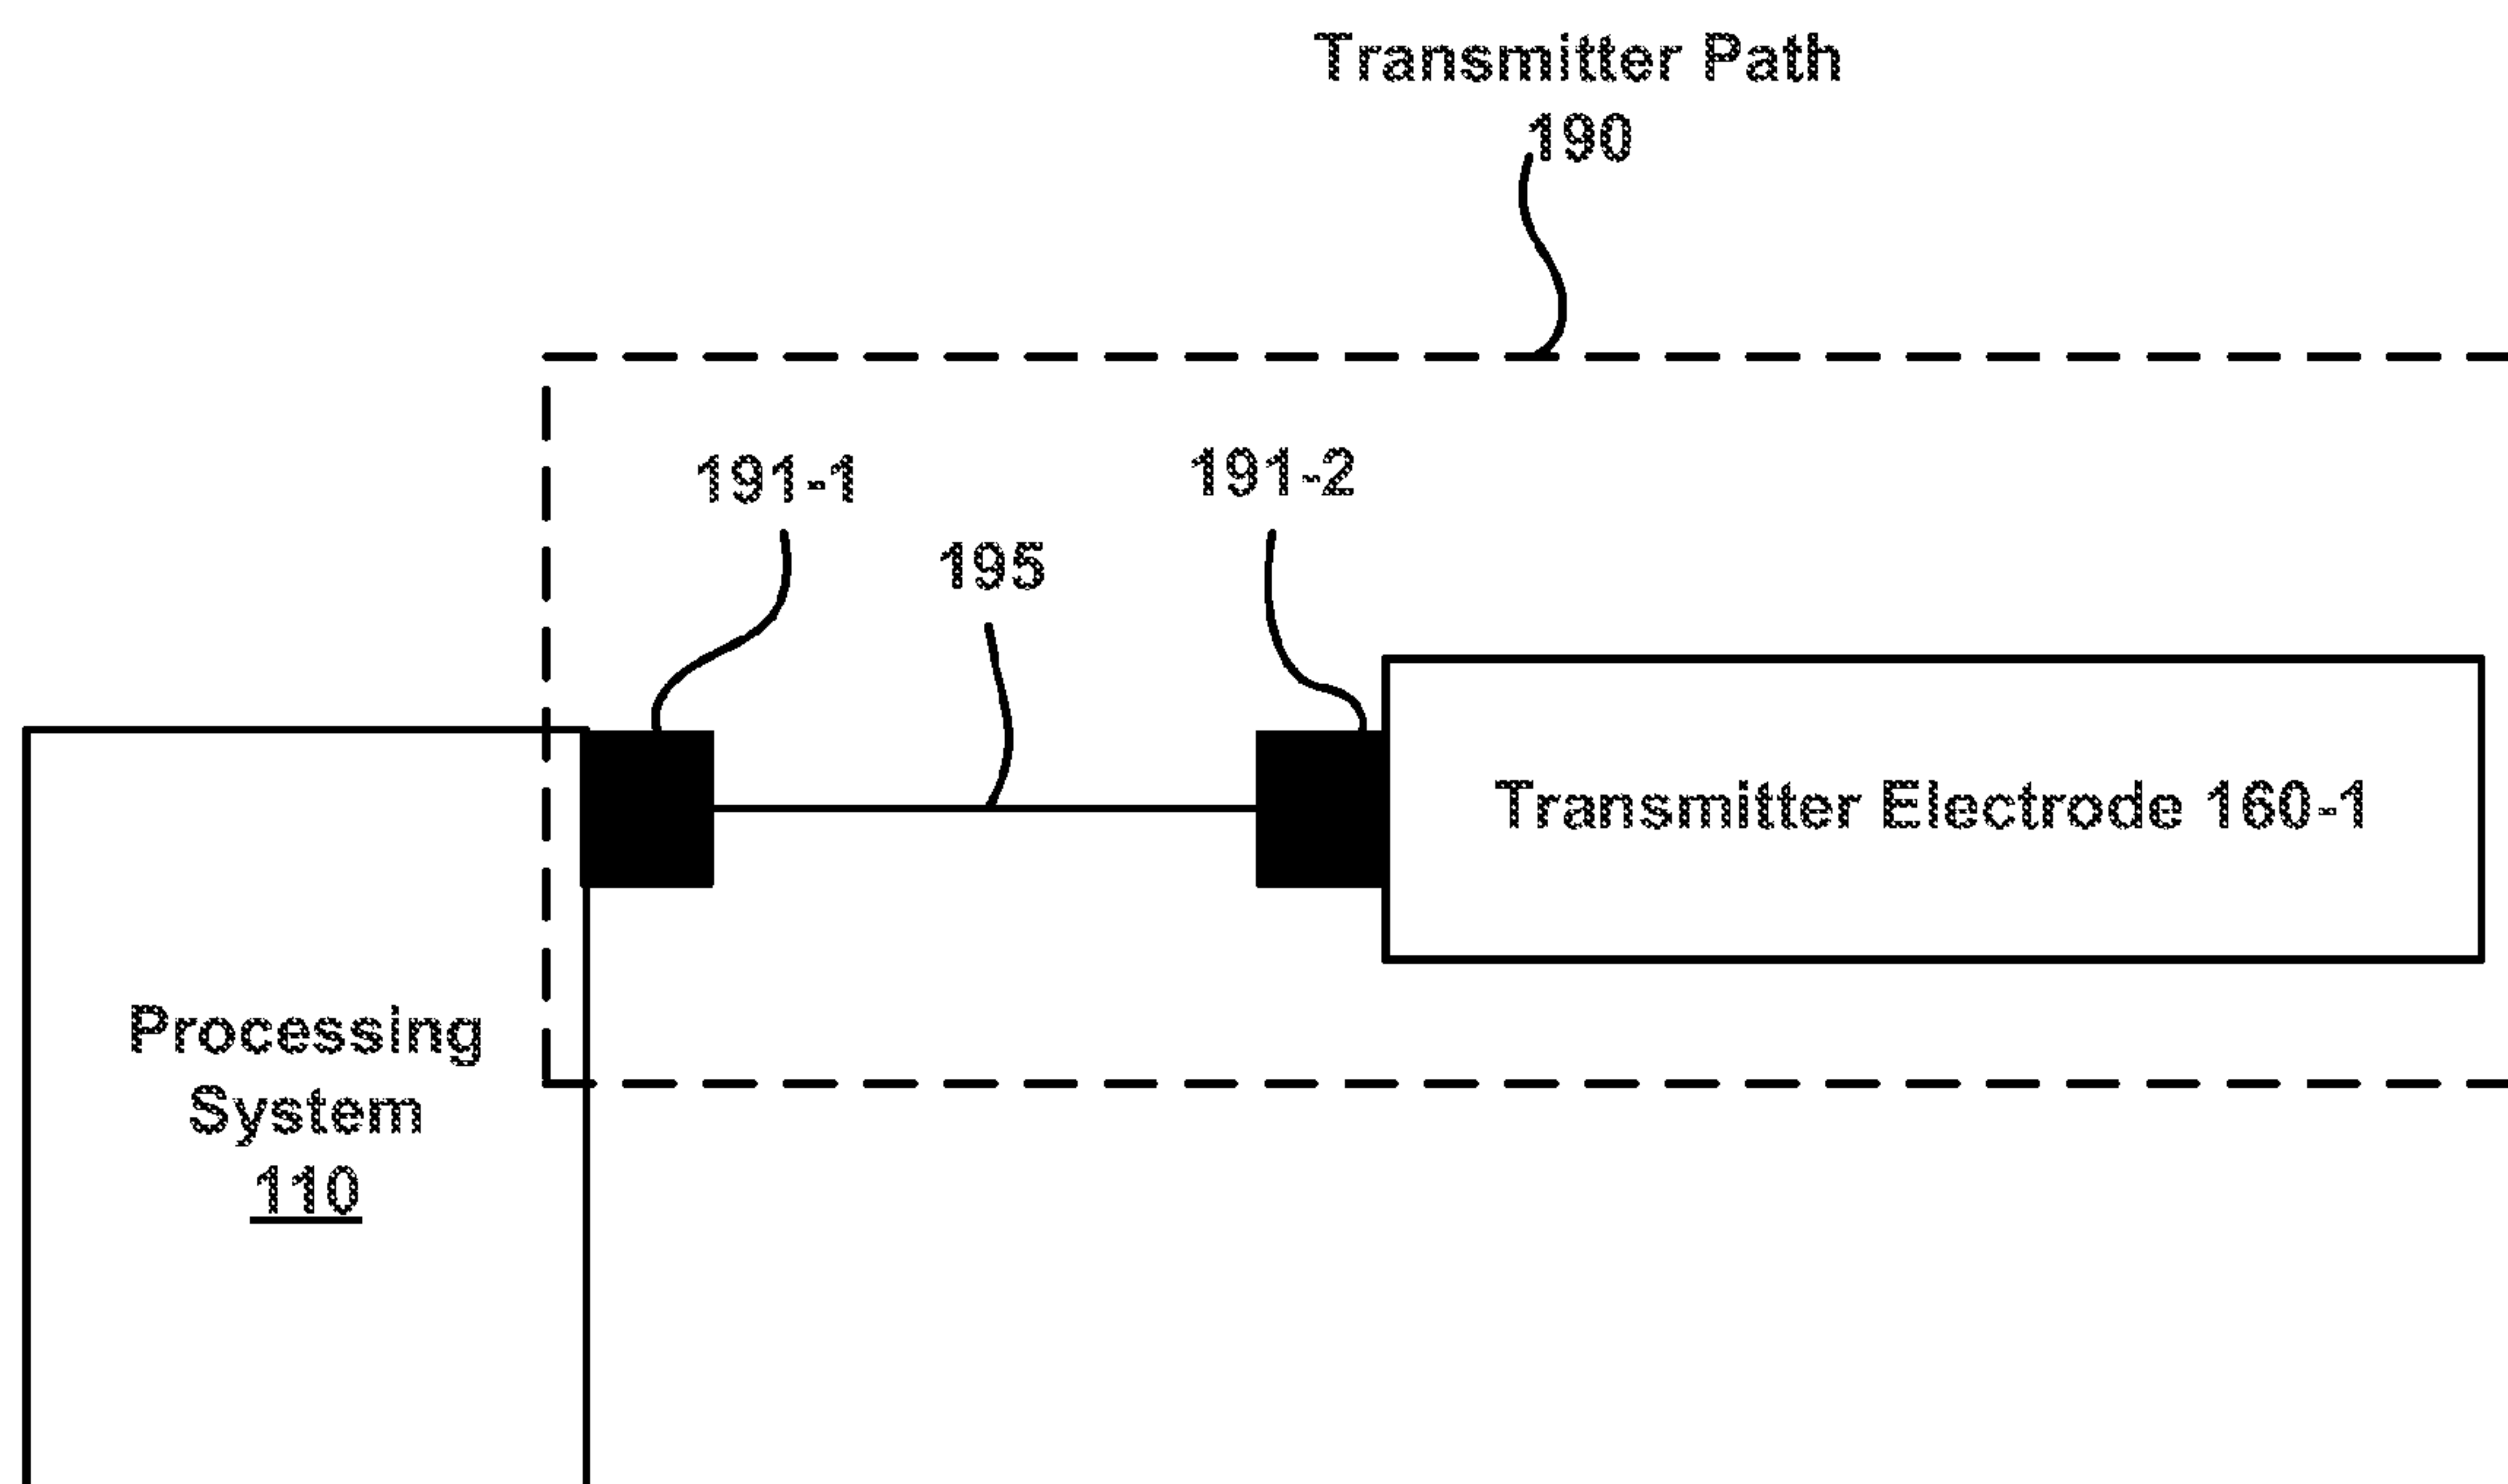 Transmitter Path
190
191-1
191-2
195
Transmitter Electrode 160-1
Processing
System
110